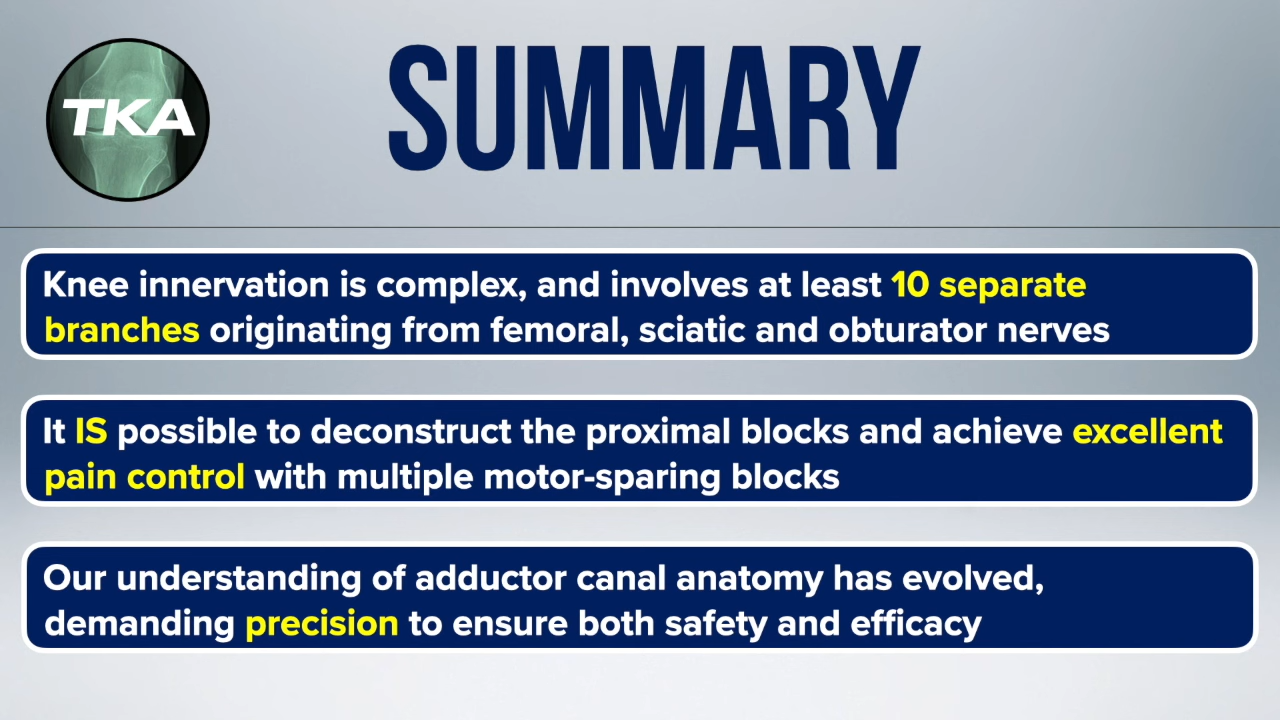 TKA
SUMMARY
Knee innervation is complex, and involves at least 10 separate
branches originating from femoral, sciatic and obturator nerves
It IS possible to deconstruct the proximal blocks and achieve excellent
pain control with multiple motor-sparing blocks
Our understanding of adductor canal anatomy has evolved,
demanding precision to ensure both safety and efficacy